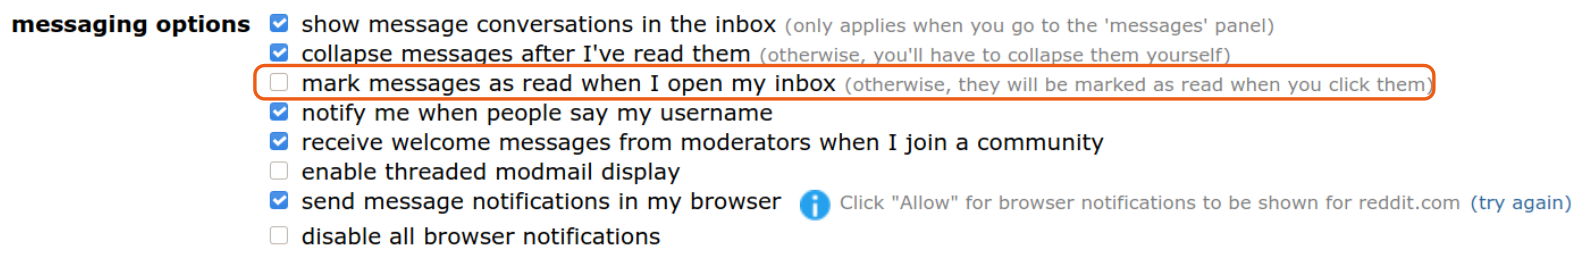 messaging options
show message conversations in the inbox (only applies when you go to the 'messages' panel)
collapse messages after I've read them (otherwise, you'll have to collapse them yourself)
mark messages as read when I open my inbox (otherwise, they will be marked as read when you click them)
notify me when people say my username
receive welcome messages from moderators when I join a community
enable threaded modmail display
send message notifications in my browser Click "Allow" for browser notifications to be shown for reddit.com (try again)
disable all browser notifications